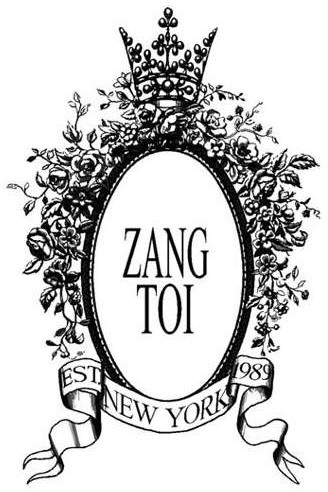 ZANG
TOI
EST. NEW YORK 1989